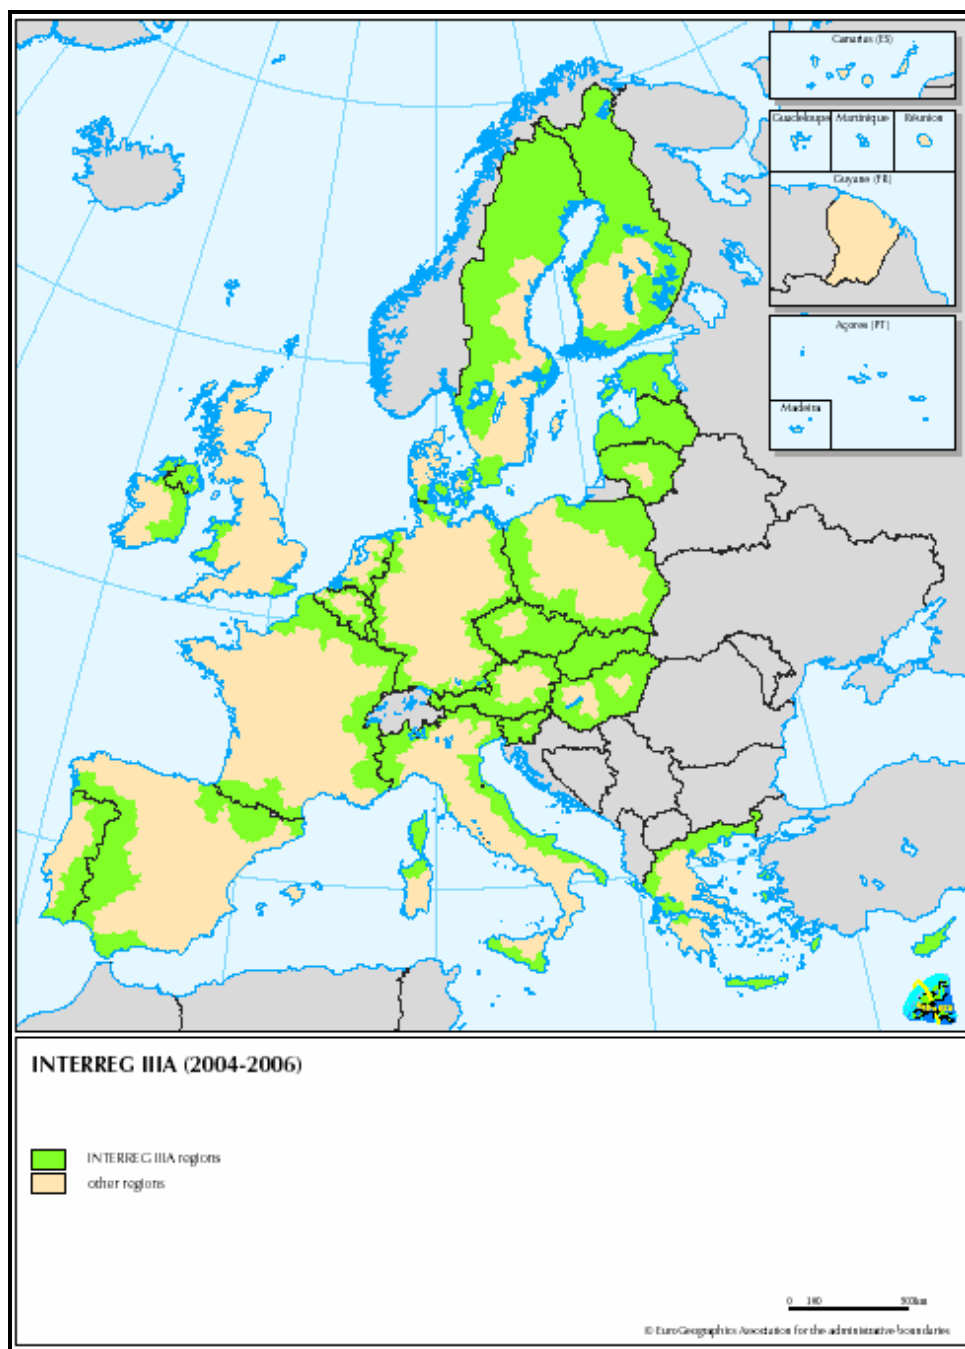 Canarias (ES)
Guadeloupe Martinique Réunion
Guyane (FR)
Açores (PT)
Madeira
INTERREG IIIA (2004-2006)
INTERREG IIIA regions
other regions
0 100 500km
© EuroGeographics Association for the administrative boundaries